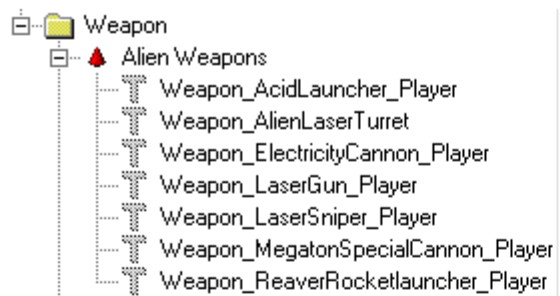 Weapon
Alien Weapons
Weapon_AcidLauncher_Player
Weapon_AlienLaserTurret
Weapon_ElectricityCannon_Player
Weapon_LaserGun_Player
Weapon_LaserSniper_Player
Weapon_MegatonSpecialCannon_Player
Weapon_ReaverRocketlauncher_Player